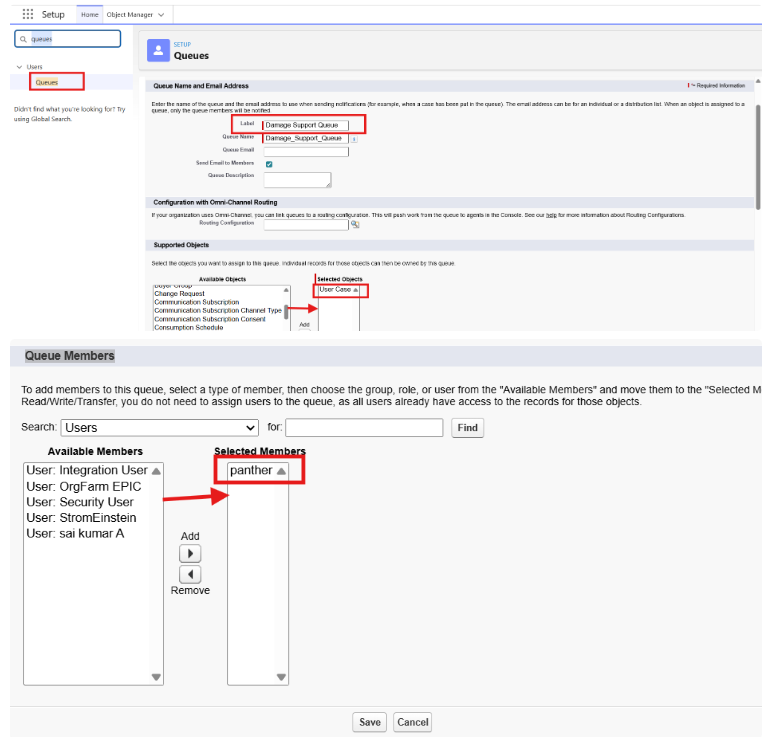 Setup
Home
Object Manager
queues
Users
Queues
Didn't find what you're looking for? Try
using Global Search.
SETUP
Queues
Queue Name and Email Address
= Required Information
Enter the name of the queue and the email address to use when sending notifications (for example, when a case has been put in the queue). The email address can be for an individual or a distribution list. When an object is assigned to a
queue, only the queue members will be notified.
Label Damage Support Queue
Queue Name Damage_Support_Queue i
Queue Email
Send Email to Members
Queue Description
Configuration with Omni-Channel Routing
If your organization uses Omni-Channel, you can link queues to a routing configuration. This will push work from the queue to agents in the Console. See our help for more information about Routing Configurations.
Routing Configuration
Supported Objects
Select the objects you want to assign to this queue. Individual records for those objects can then be owned by this queue.
Available Objects
Selected Objects
Buyer Group
Change Request
Communication Subscription
Communication Subscription Channel Type
Communication Subscription Consent
Consumption Schedule
User Case
Add
Queue Members
To add members to this queue, select a type of member, then choose the group, role, or user from the "Available Members" and move them to the "Selected M
Read/Write/Transfer, you do not need to assign users to the queue, as all users already have access to the records for those objects.
Search: Users for: Find
Available Members
Selected Members
User: Integration User
User: OrgFarm EPIC
User: Security User
User: StromEinstein
User: sai kumar A
panther
Add
Remove
Save Cancel